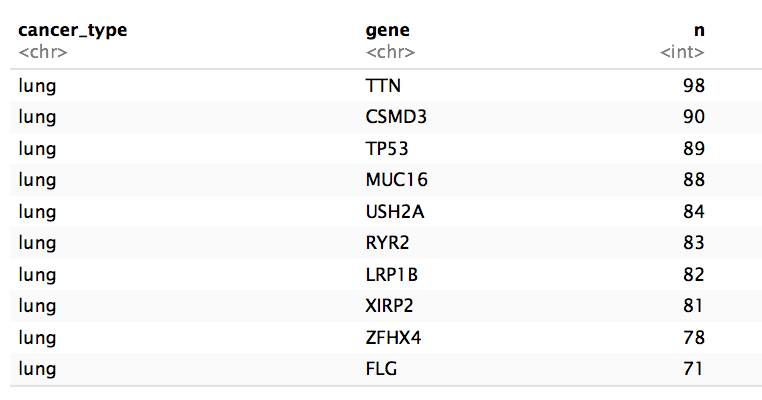 cancer_type gene n
<chr> <chr> <int>
lung TTN 98
lung CSMD3 90
lung TP53 89
lung MUC16 88
lung USH2A 84
lung RYR2 83
lung LRP1B 82
lung XIRP2 81
lung ZFHX4 78
lung FLG 71